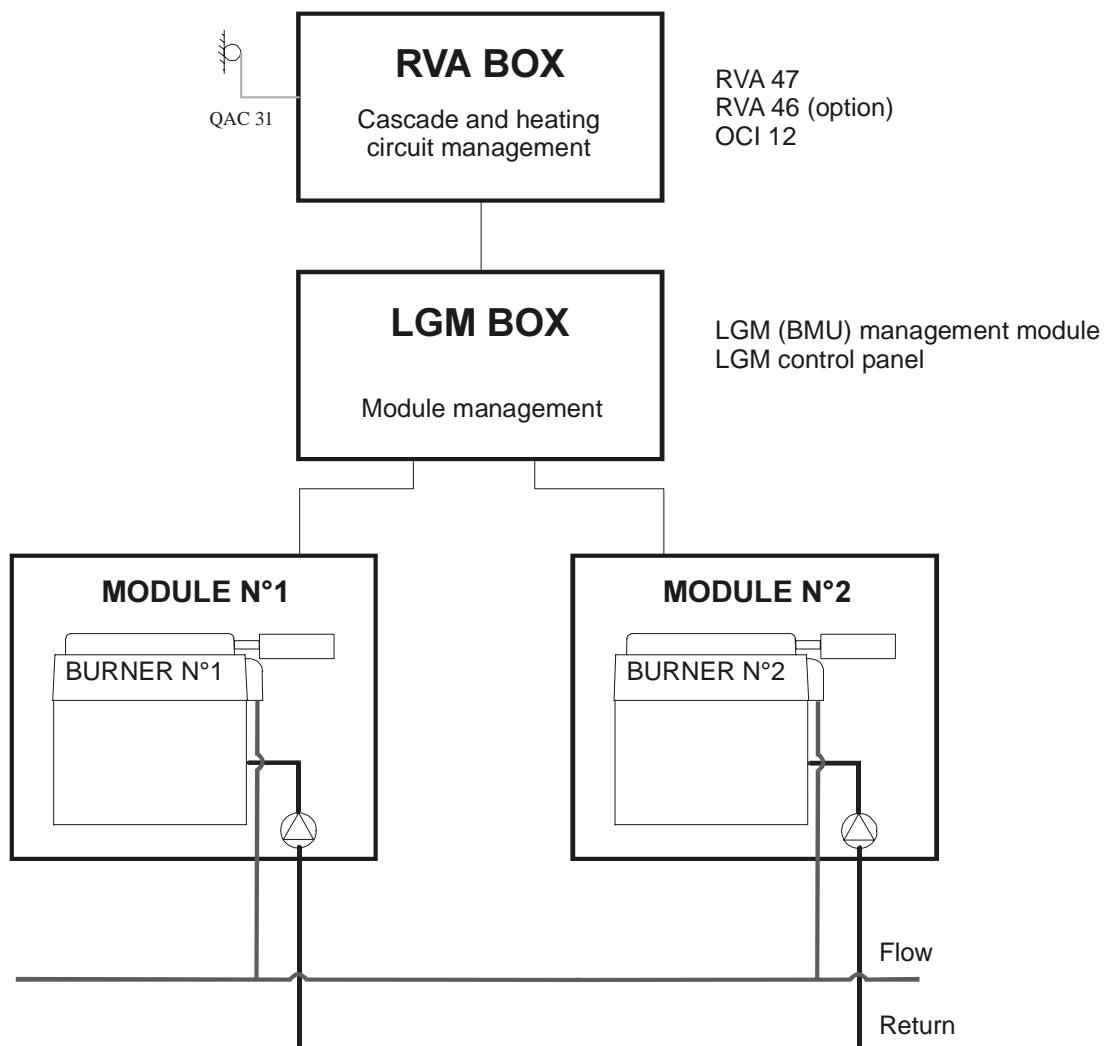 RVA BOX
Cascade and heating
circuit management
QAC 31
RVA 47
RVA 46 (option)
OCI 12
LGM BOX
Module management
LGM (BMU) management module
LGM control panel
MODULE N°1
BURNER N°1
MODULE N°2
BURNER N°2
Flow
Return